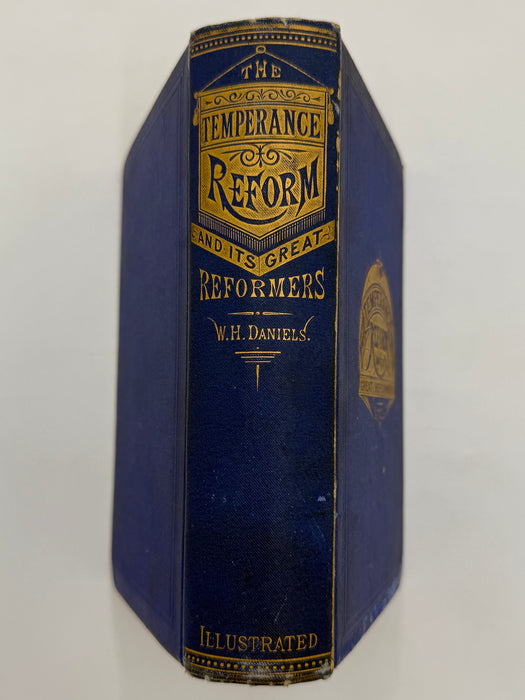 THE
TEMPERANCE
REFORM
AND ITS GREAT
REFORMERS
W. H. DANIELS.
ILLUSTRATED